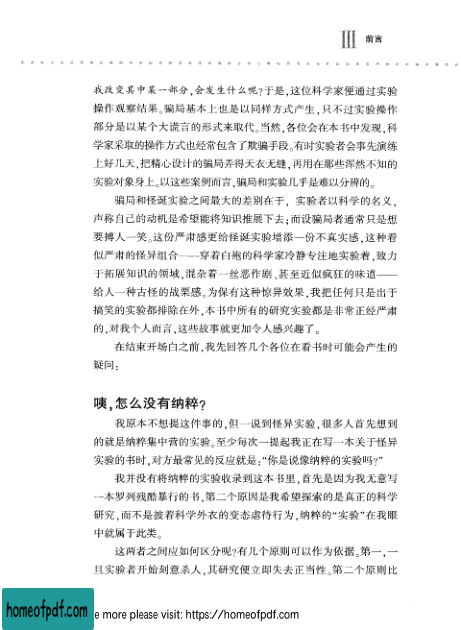 Ⅲ 前言
我改变其中某一部分,会发生什么呢?于是,这位科学家便通过实验
操作观察结果。骗局基本上也是以同样方式产生,只不过实验操作
部分是以某个大谎言的形式来取代。当然,各位会在本书中发现,科
学家采取的操作方式也经常包含了欺骗手段。有时实验者会事先演练
上好几天、把精心设计的骗局弄得天衣无缝,再用在那些浑然不知的
实验对象身上。以这些案例而言,骗局和实验几乎是难以分辨的。
骗局和怪诞实验之间最大的差别在于,实验者以科学的名义,
声称自己的动机是希望能将知识推展下去;而设骗局者通常只是想
要搏人一笑。这份严肃感更给怪诞实验增添一份不真实感,这种看
似严肃的怪异组合——穿着白袍的科学家冷静专注地实验着,致力
于拓展知识的领域,混杂着一丝恶作剧、甚至近似疯狂的味道——
给人一种古怪的战栗感。为保有这种惊异效果,我把任何只是出于
搞笑的实验都排除在外,本书中所有的研究实验都是非常正经严肃
的,对我个人而言,这些故事就更加令人感兴趣了。
在结束开场白之前,我先回答几个各位在看书时可能会产生的
疑问:
咦,怎么没有纳粹?
我原本不想提这件事的,但一说到怪异实验,很多人首先想到
的就是纳粹集中营的实验。至少每次一提起我正在写一本关于怪异
实验的书时,对方最常见的反应就是:“你是说像纳粹的实验吗?”
我并没有将纳粹的实验收录到这本书里,首先是因为我无意写
一本罗列残酷暴行的书,第二个原因是我希望探索的是真正的科学
研究,而不是披着科学外衣的变态虐待行为,纳粹的“实验”在我眼
中就属于此类。
这两者之间应如何区分呢?有几个原则可以作为依据。第一,一
旦实验者开始刻意杀人,其研究便立即失去正当性。第二个原则比
homeofpdf.com
e more please visit: https://homeofpdf.com